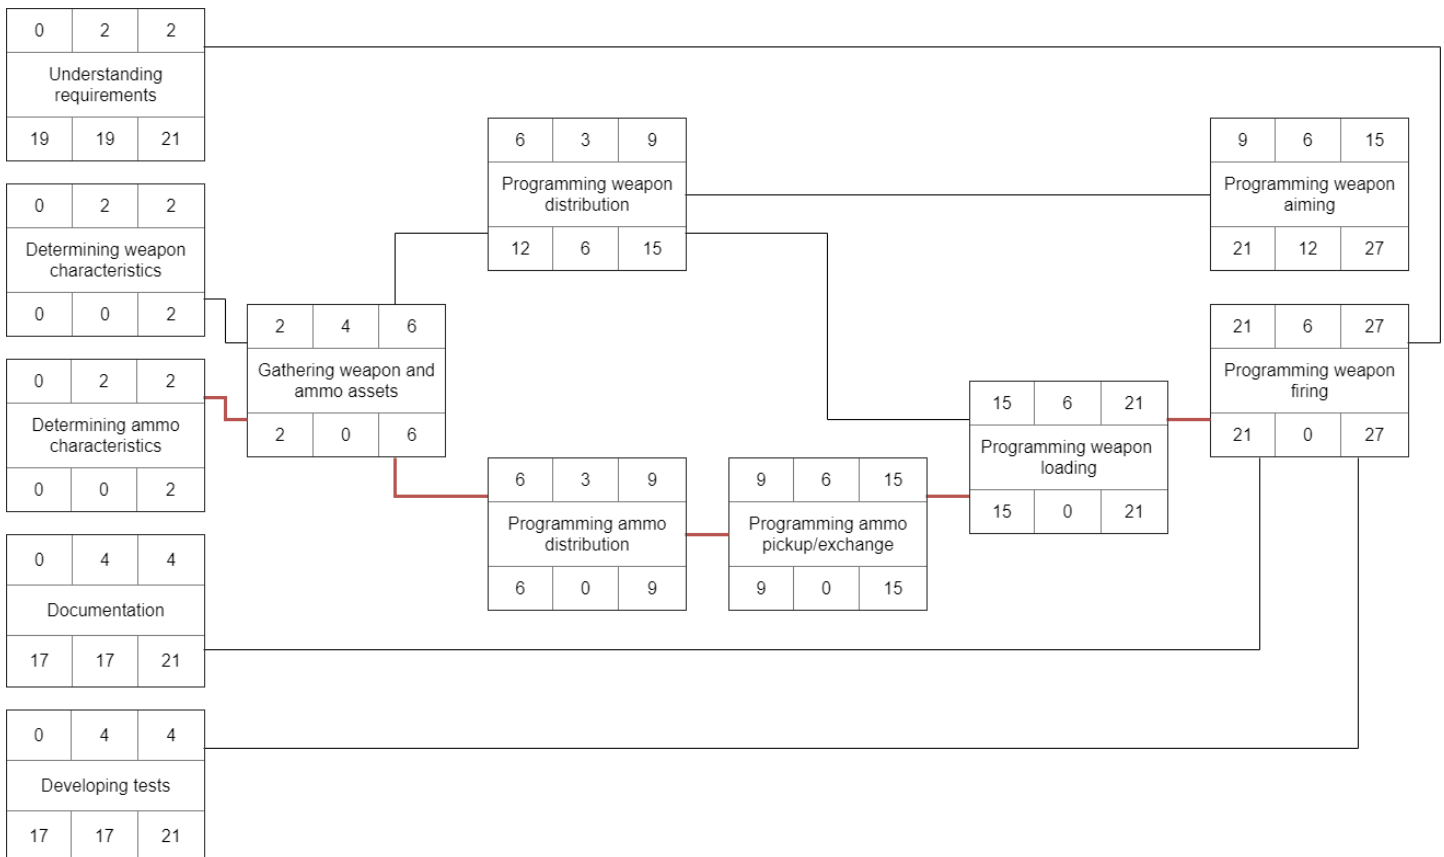 0 2 2
Understanding
requirements
19 19 21
0 2 2
Determining weapon
characteristics
0 0 2
0 2 2
Determining ammo
characteristics
0 0 2
0 4 4
Documentation
17 17 21
0 4 4
Developing tests
17 17 21
2 4 6
Gathering weapon and
ammo assets
2 0 6
6 3 9
Programming weapon
distribution
12 6 15
6 3 9
Programming ammo
distribution
6 0 9
9 6 15
Programming ammo
pickup/exchange
9 0 15
15 6 21
Programming weapon
loading
15 0 21
9 6 15
Programming weapon
aiming
21 12 27
21 6 27
Programming weapon
firing
21 0 27